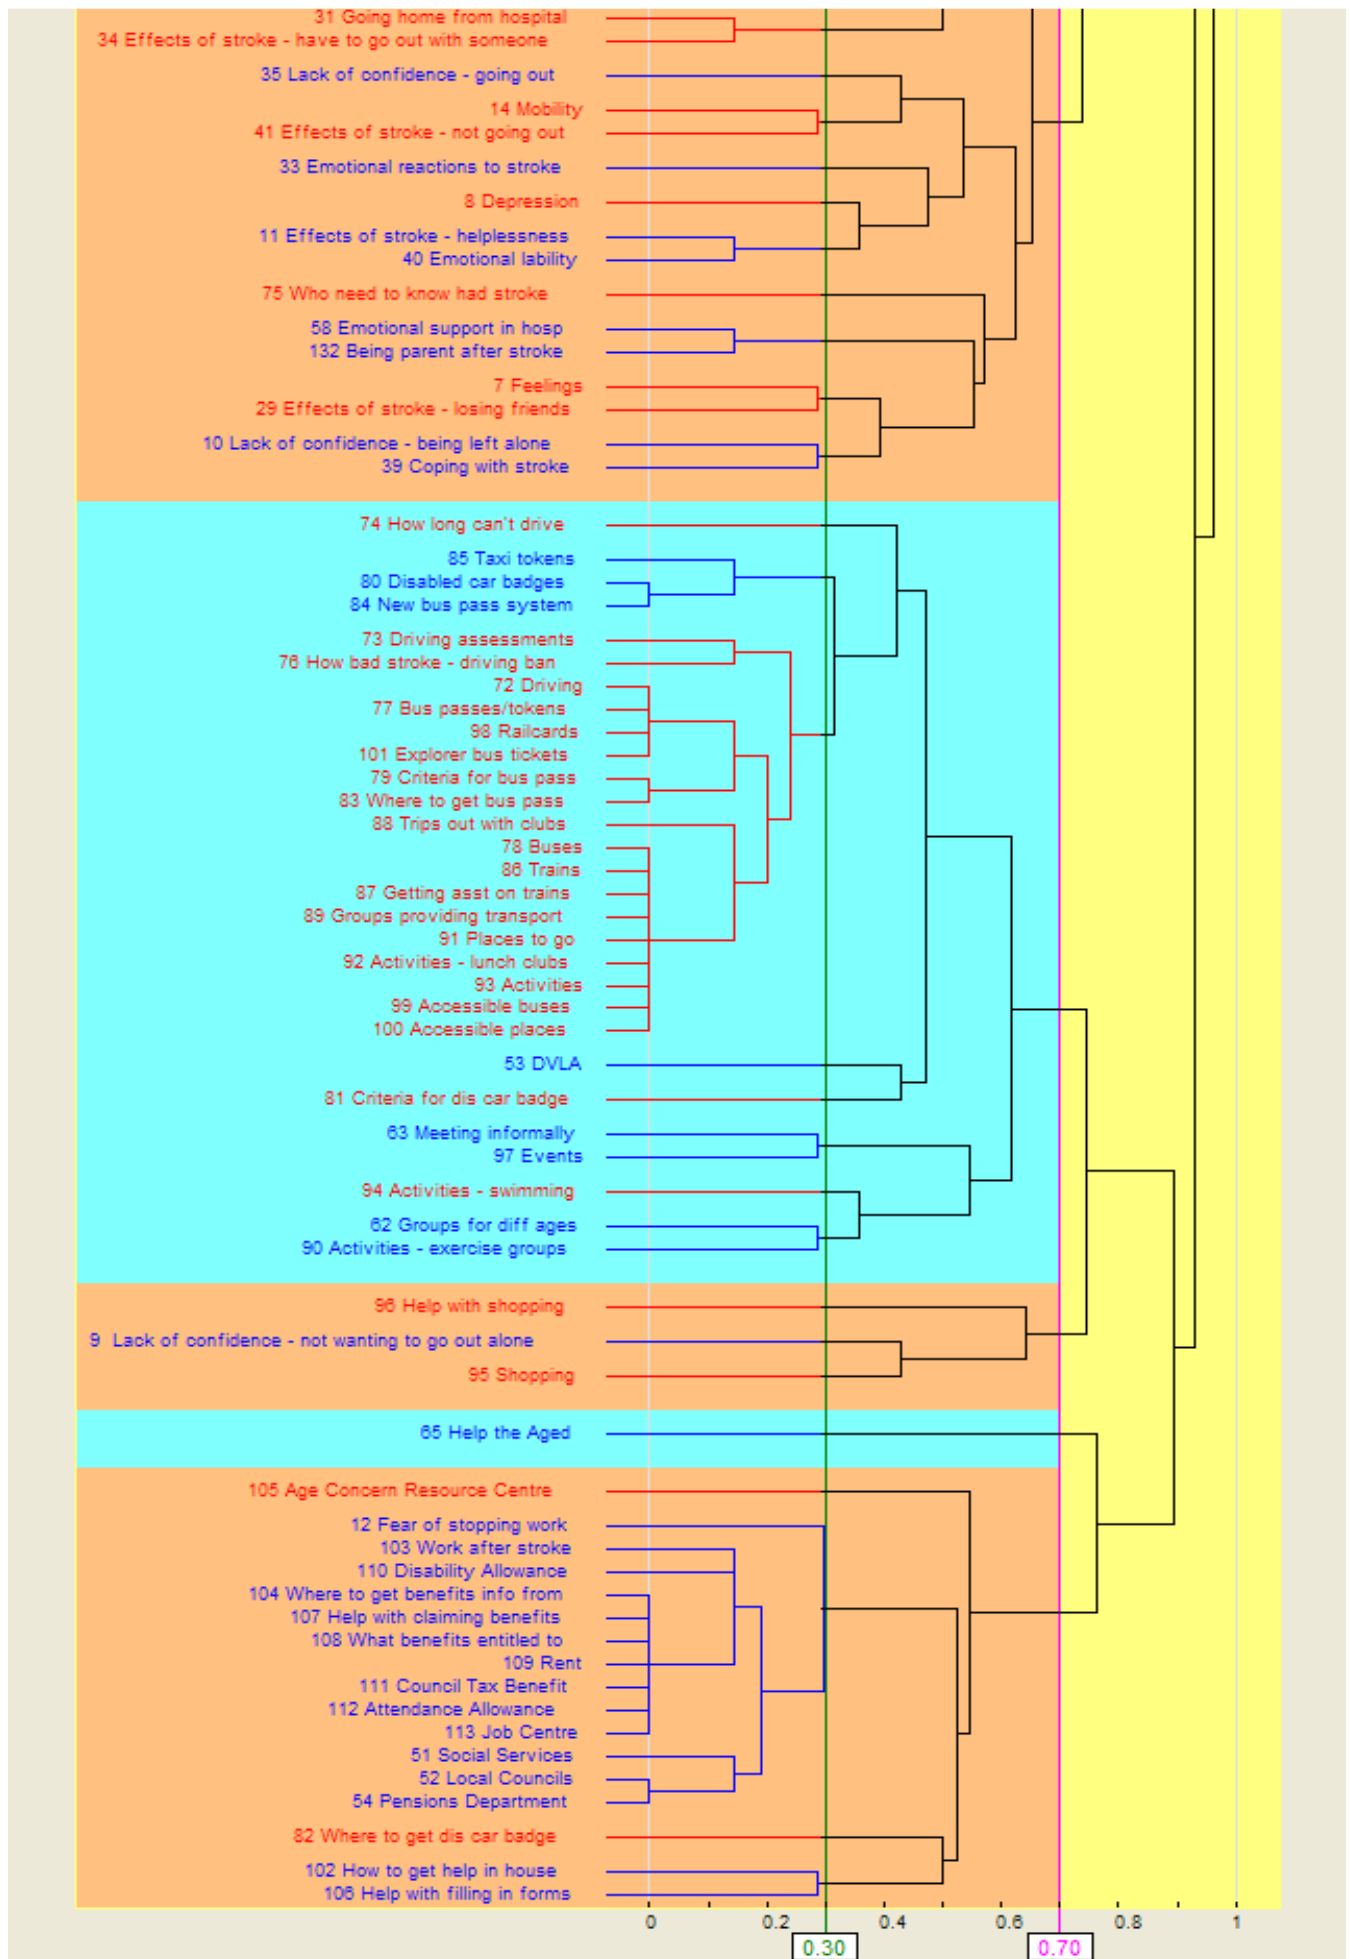 31 Going home from hospital
34 Effects of stroke - have to go out with someone
35 Lack of confidence - going out
14 Mobility
41 Effects of stroke - not going out
33 Emotional reactions to stroke
8 Depression
11 Effects of stroke - helplessness
40 Emotional lability
75 Who need to know had stroke
58 Emotional support in hosp
132 Being parent after stroke
7 Feelings
29 Effects of stroke - losing friends
10 Lack of confidence - being left alone
39 Coping with stroke
74 How long can't drive
85 Taxi tokens
80 Disabled car badges
84 New bus pass system
73 Driving assessments
76 How bad stroke - driving ban
72 Driving
77 Bus passes/tokens
98 Railcards
101 Explorer bus tickets
79 Criteria for bus pass
83 Where to get bus pass
88 Trips out with clubs
78 Buses
86 Trains
87 Getting asst on trains
89 Groups providing transport
91 Places to go
92 Activities - lunch clubs
93 Activities
99 Accessible buses
100 Accessible places
53 DVLA
81 Criteria for dis car badge
63 Meeting informally
97 Events
94 Activities - swimming
62 Groups for diff ages
90 Activities - exercise groups
96 Help with shopping
9 Lack of confidence - not wanting to go out alone
95 Shopping
65 Help the Aged
105 Age Concern Resource Centre
12 Fear of stopping work
103 Work after stroke
110 Disability Allowance
104 Where to get benefits info from
107 Help with claiming benefits
108 What benefits entitled to
109 Rent
111 Council Tax Benefit
112 Attendance Allowance
113 Job Centre
51 Social Services
52 Local Councils
54 Pensions Department
82 Where to get dis car badge
102 How to get help in house
106 Help with filling in forms
0 0.2 0.4 0.6 0.8 1
0.30 0.70